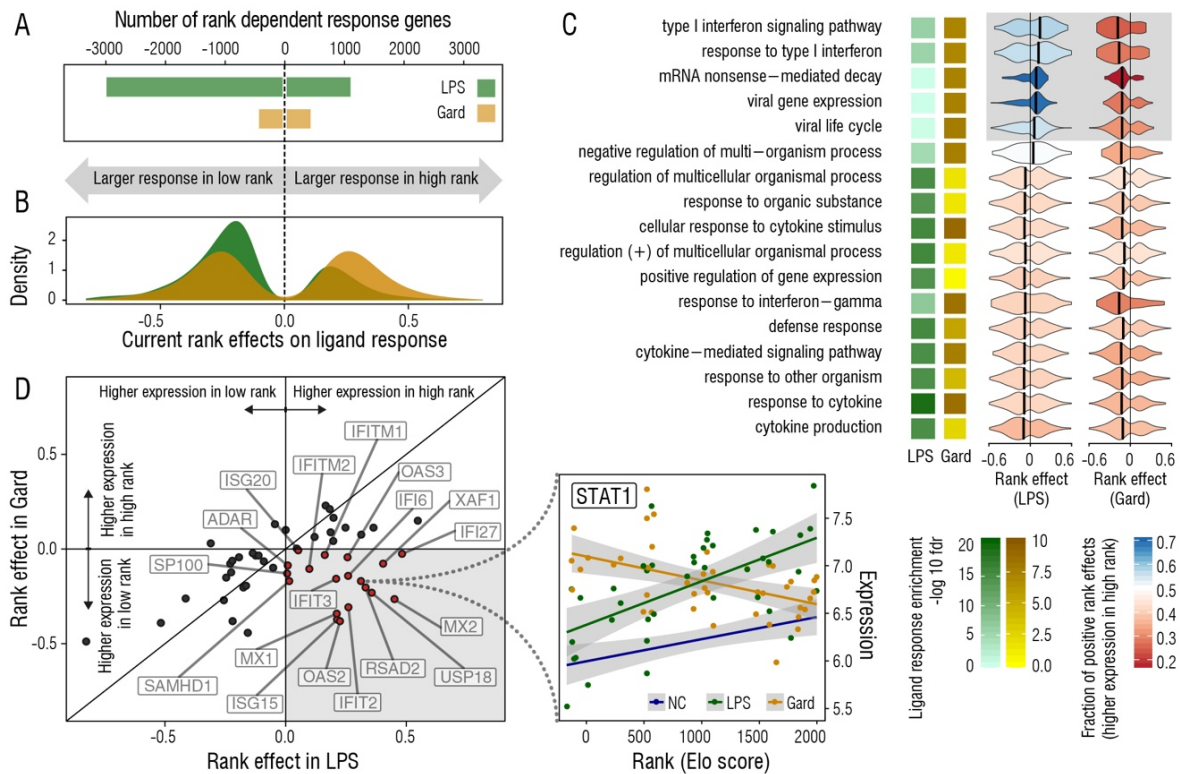 A
Number of rank dependent response genes
-3000 -2000 -1000 0 1000 2000 3000
LPS
Gard
Larger response in low rank
Larger response in high rank
B
Density
2
1
0
-0.5 0.0 0.5
Current rank effects on ligand response
C
type I interferon signaling pathway
response to type I interferon
mRNA nonsense−mediated decay
viral gene expression
viral life cycle
negative regulation of multi−organism process
regulation of multicellular organismal process
response to organic substance
cellular response to cytokine stimulus
regulation (+) of multicellular organismal process
positive regulation of gene expression
response to interferon−gamma
defense response
cytokine−mediated signaling pathway
response to other organism
response to cytokine
cytokine production
LPS Gard
-0.6 0 0.6
Rank effect
(LPS)
-0.6 0 0.6
Rank effect
(Gard)
Ligand response enrichment
-log 10 fdr
20
15
10
5
0
10
7.5
5.0
2.5
0.0
Fraction of positive rank effects
(higher expression in high rank)
0.7
0.6
0.5
0.4
0.3
0.2
D
Higher expression in low rank
Higher expression in high rank
Rank effect in Gard
0.5
0.0
-0.5
Higher expression
in high rank
Higher expression
in low rank
IFITM1
IFITM2
OAS3
ISG20
IFI6
XAF1
ADAR
IFI27
SP100
IFIT3
MX2
MX1
OAS2
RSAD2
USP18
SAMHD1
ISG15
IFIT2
-0.5 0.0 0.5
Rank effect in LPS
STAT1
7.5
7.0
6.5
6.0
5.5
Expression
NC LPS Gard
0 500 1000 1500 2000
Rank (Elo score)